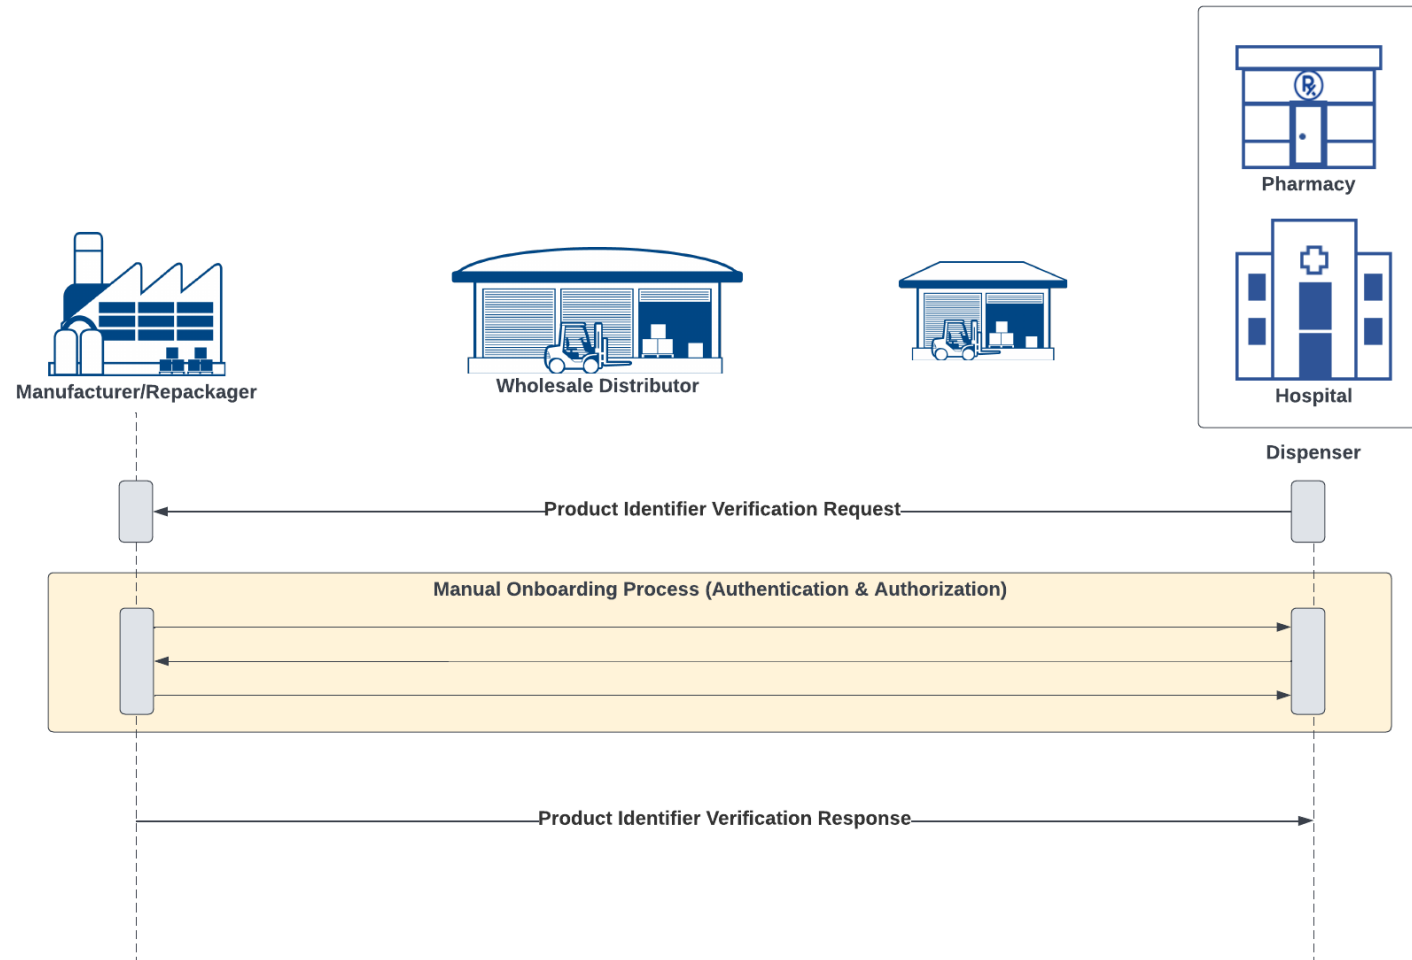 Rx
Pharmacy
Manufacturer/Repackager
Wholesale Distributor
Hospital
Dispenser
Product Identifier Verification Request
Manual Onboarding Process (Authentication & Authorization)
Product Identifier Verification Response